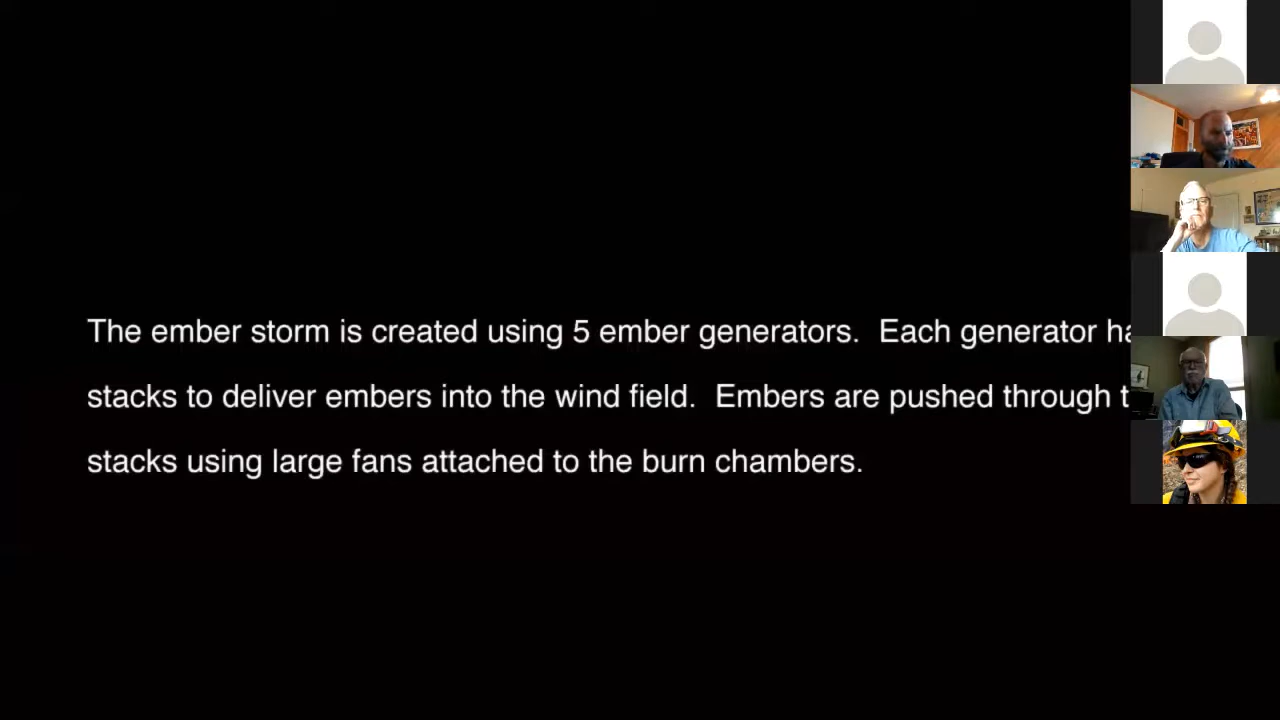 The ember storm is created using 5 ember generators.  Each generator
stacks to deliver embers into the wind field.  Embers are pushed through
stacks using large fans attached to the burn chambers.